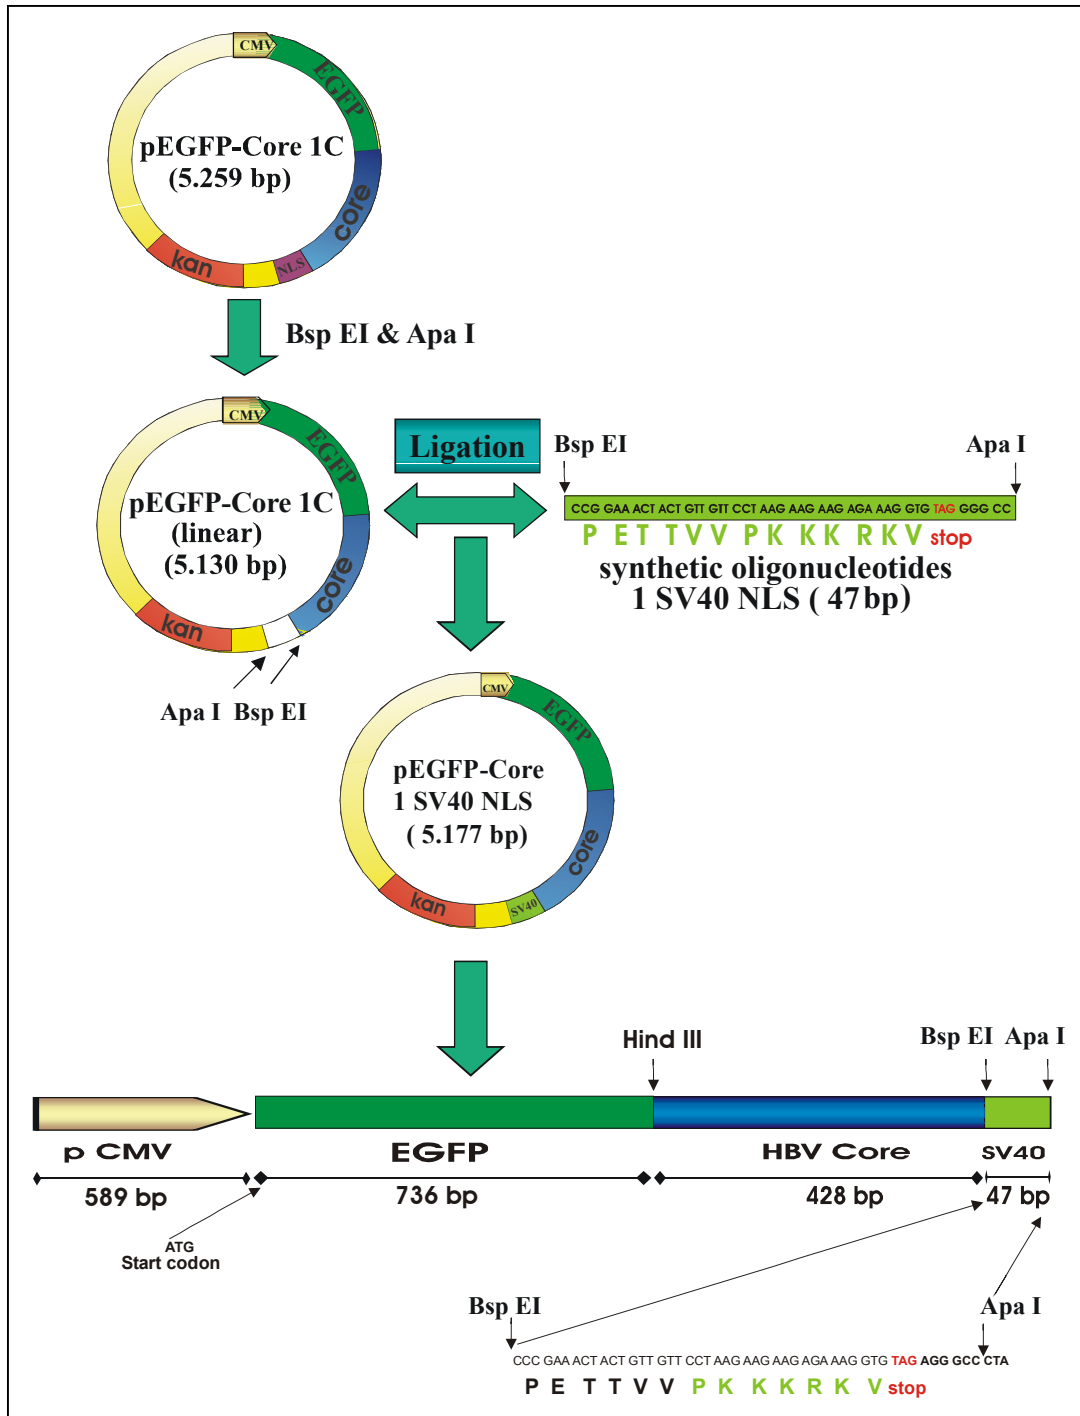 CMV
EGFP
pEGFP-Core 1C
(5.259 bp)
core
NLS
kan
Bsp EI & Apa I
CMV
EGFP
pEGFP-Core 1C
(linear)
(5.130 bp)
core
kan
Apa I Bsp EI
Ligation
Bsp EI
Apa I
CCG GAA ACT ACT GTT GTT CCT AAG AAG AAG AGA AAG GTG TAG GGG CC
P E T T V V P K K K R K V stop
synthetic oligonucleotides
1 SV40 NLS ( 47bp)
CMV
EGFP
pEGFP-Core
1 SV40 NLS
( 5.177 bp)
core
SV40
kan
Hind III
Bsp EI Apa I
p CMV
EGFP
HBV Core
SV40
589 bp
736 bp
428 bp
47 bp
ATG
Start codon
Bsp EI
Apa I
CCC GAA ACT ACT GTT GTT CCT AAG AAG AAG AGA AAG GTG TAG AGG GCC CTA
P E T T V V P K K K R K V stop